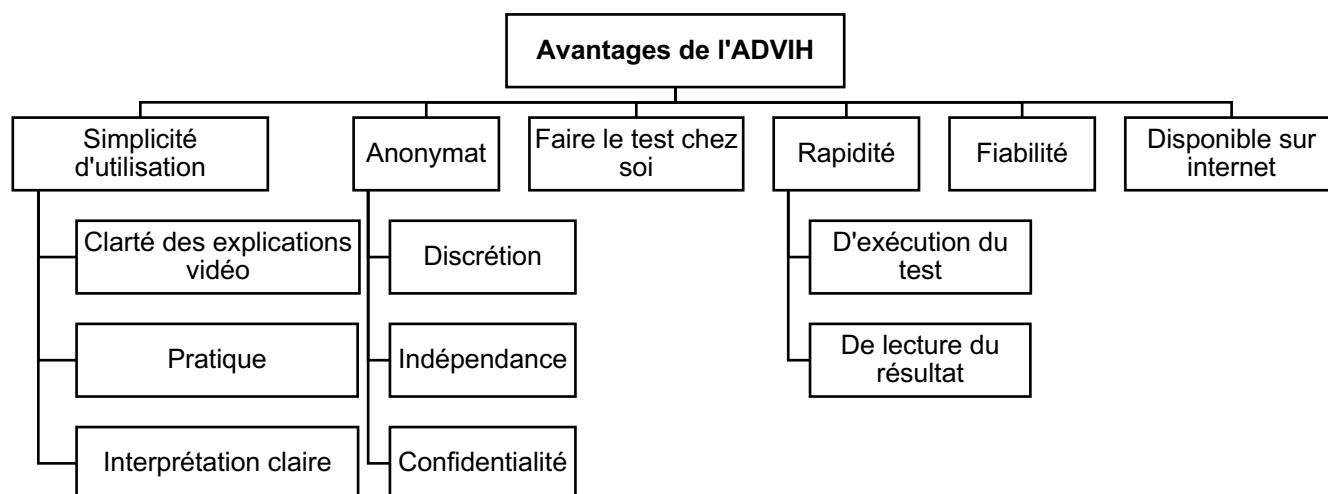 Avantages de l'ADVIH
Simplicité
d'utilisation
Anonymat
Faire le test chez
soi
Rapidité
Fiabilité
Disponible sur
internet
Clarté des explications
vidéo
Discrétion
D'exécution du
test
Pratique
Indépendance
De lecture du
résultat
Interprétation claire
Confidentialité